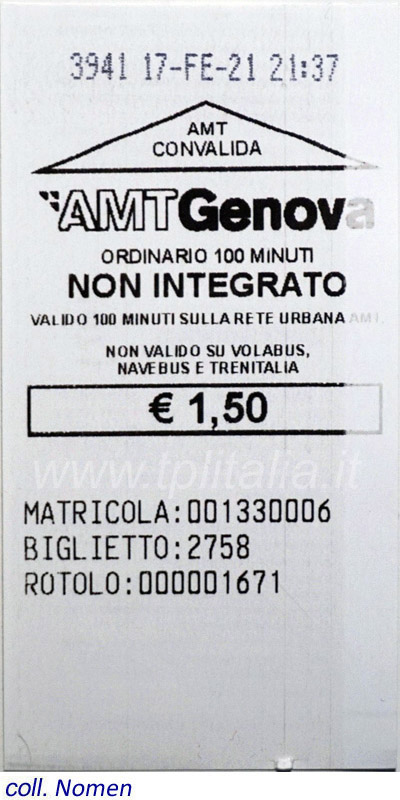 3941 17-FE-21 21:37
AMT
CONVALIDA
AMTGenova
ORDINARIO 100 MINUTI
NON INTEGRATO
VALIDO 100 MINUTI SULLA RETE URBANA AMT.
NON VALIDO SU VOLABUS,
NAVEBUS E TRENITALIA
€ 1,50
www.tplitalia.it
MATRICOLA:001330006
BIGLIETTO:2758
ROTOLO:000001671
coll. Nomen